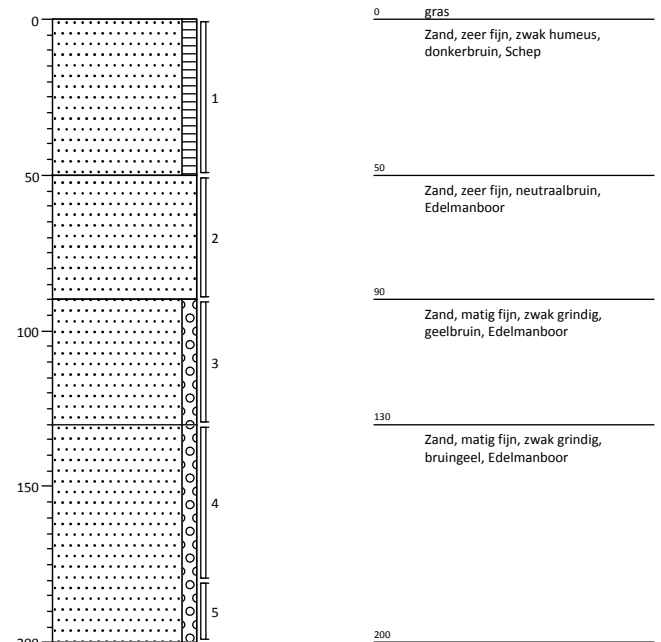 0
50
100
150
200
1
2
3
4
5
0 gras
Zand, zeer fijn, zwak humeus,
donkerbruin, Schep
50
Zand, zeer fijn, neutraalbruin,
Edelmanboor
90
Zand, matig fijn, zwak grindig,
geelbruin, Edelmanboor
130
Zand, matig fijn, zwak grindig,
bruingeel, Edelmanboor
200